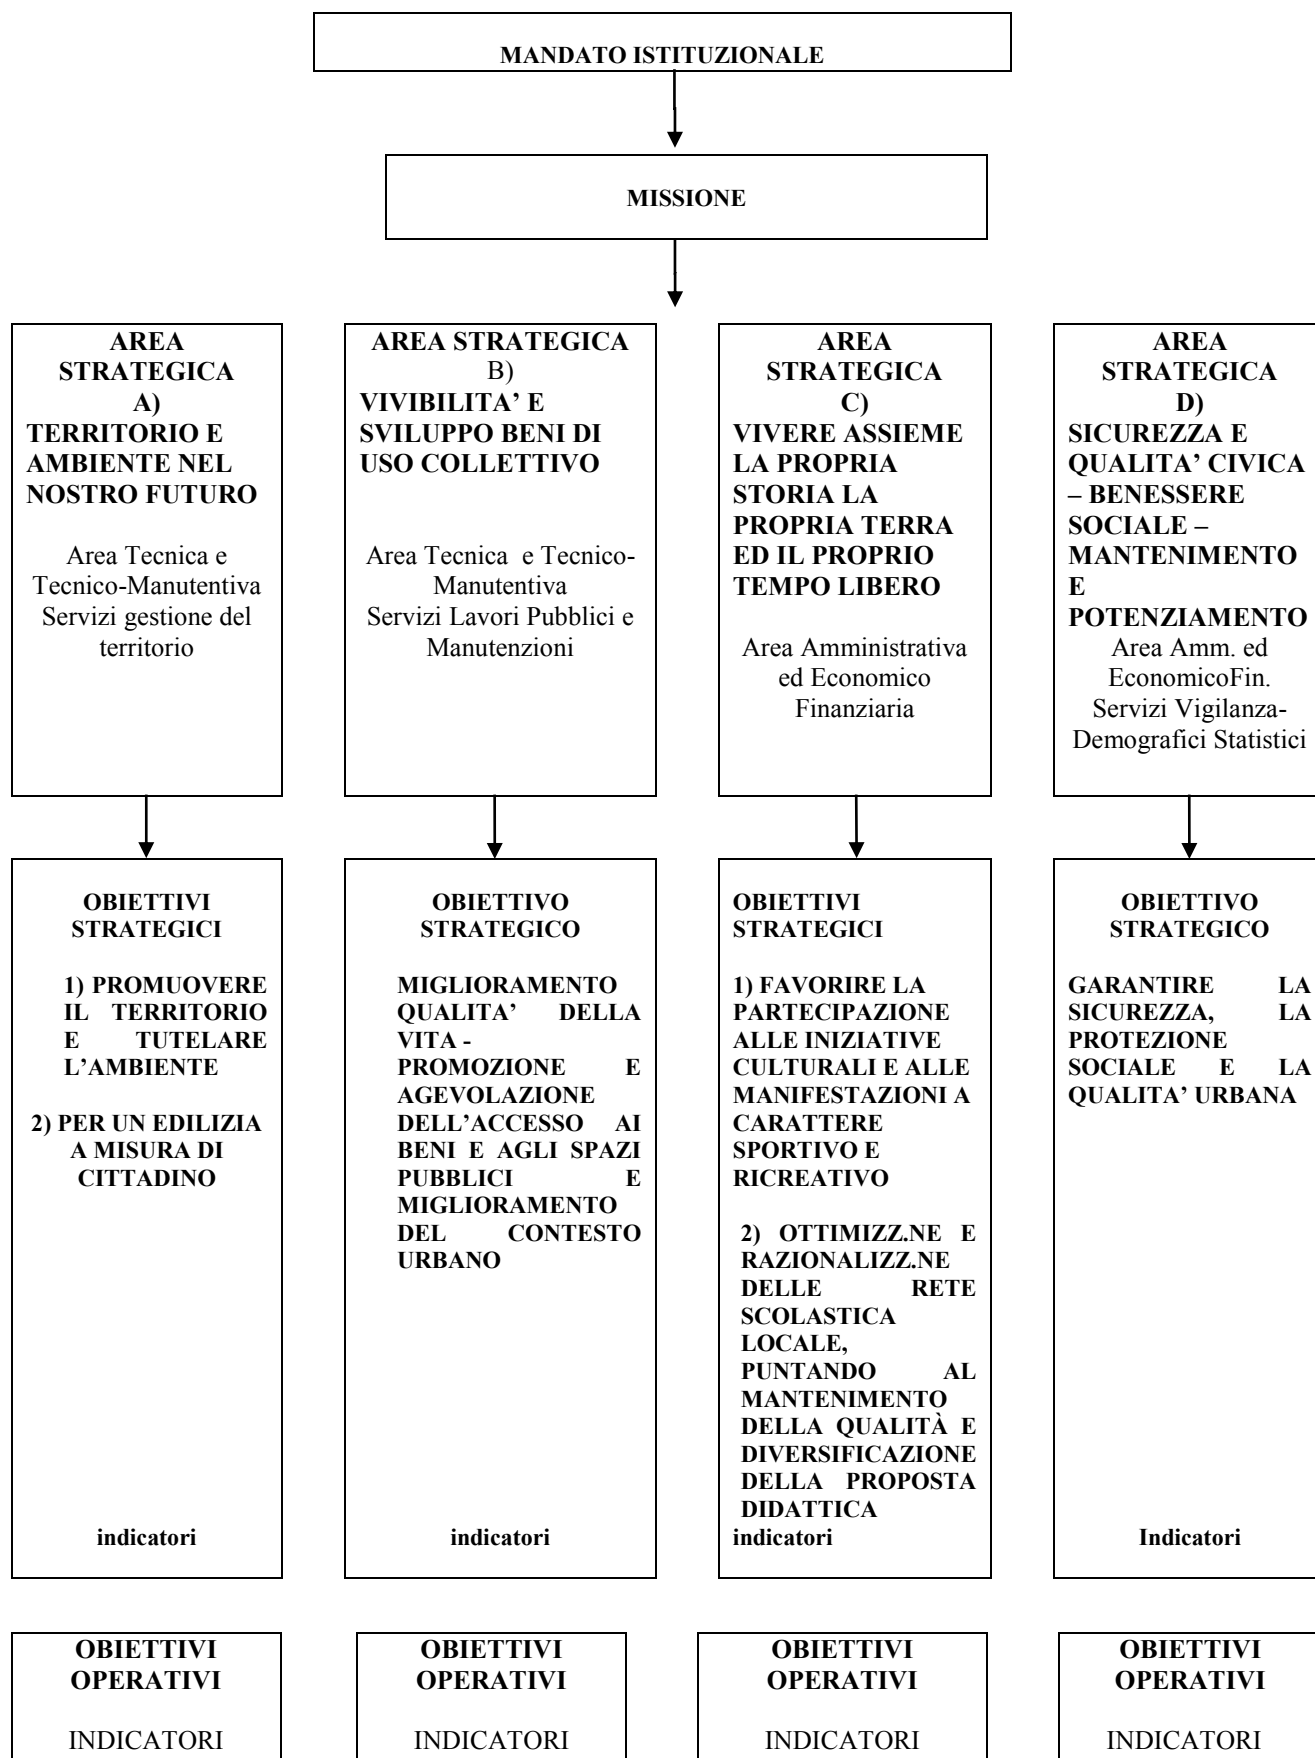 MANDATO ISTITUZIONALE
MISSIONE
AREA
STRATEGICA
A)
TERRITORIO E
AMBIENTE NEL
NOSTRO FUTURO
Area Tecnica e
Tecnico-Manutentiva
Servizi gestione del
territorio
AREA STRATEGICA
B)
VIVIBILITA’ E
SVILUPPO BENI DI
USO COLLETTIVO
Area Tecnica e Tecnico-
Manutentiva
Servizi Lavori Pubblici e
Manutenzioni
AREA
STRATEGICA
C)
VIVERE ASSIEME
LA PROPRIA
STORIA LA
PROPRIA TERRA
ED IL PROPRIO
TEMPO LIBERO
Area Amministrativa
ed Economico
Finanziaria
AREA
STRATEGICA
D)
SICUREZZA E
QUALITA’ CIVICA
– BENESSERE
SOCIALE –
MANTENIMENTO
E
POTENZIAMENTO
Area Amm. ed
EconomicoFin.
Servizi Vigilanza-
Demografici Statistici
OBIETTIVI
STRATEGICI
1) PROMUOVERE
IL TERRITORIO
E TUTELARE
L’AMBIENTE
2) PER UN EDILIZIA
A MISURA DI
CITTADINO
indicatori
OBIETTIVO
STRATEGICO
MIGLIORAMENTO
QUALITA’ DELLA
VITA -
PROMOZIONE E
AGEVOLAZIONE
DELL’ACCESSO AI
BENI E AGLI SPAZI
PUBBLICI E
MIGLIORAMENTO
DEL CONTESTO
URBANO
indicatori
OBIETTIVI
STRATEGICI
1) FAVORIRE LA
PARTECIPAZIONE
ALLE INIZIATIVE
CULTURALI E ALLE
MANIFESTAZIONI A
CARATTERE
SPORTIVO E
RICREATIVO
2) OTTIMIZZ.NE E
RAZIONALIZZ.NE
DELLE RETE
SCOLASTICA
LOCALE,
PUNTANDO AL
MANTENIMENTO
DELLA QUALITÀ E
DIVERSIFICAZIONE
DELLA PROPOSTA
DIDATTICA
indicatori
OBIETTIVO
STRATEGICO
GARANTIRE LA
SICUREZZA, LA
PROTEZIONE
SOCIALE E LA
QUALITA’ URBANA
Indicatori
OBIETTIVI
OPERATIVI
INDICATORI
OBIETTIVI
OPERATIVI
INDICATORI
OBIETTIVI
OPERATIVI
INDICATORI
OBIETTIVI
OPERATIVI
INDICATORI